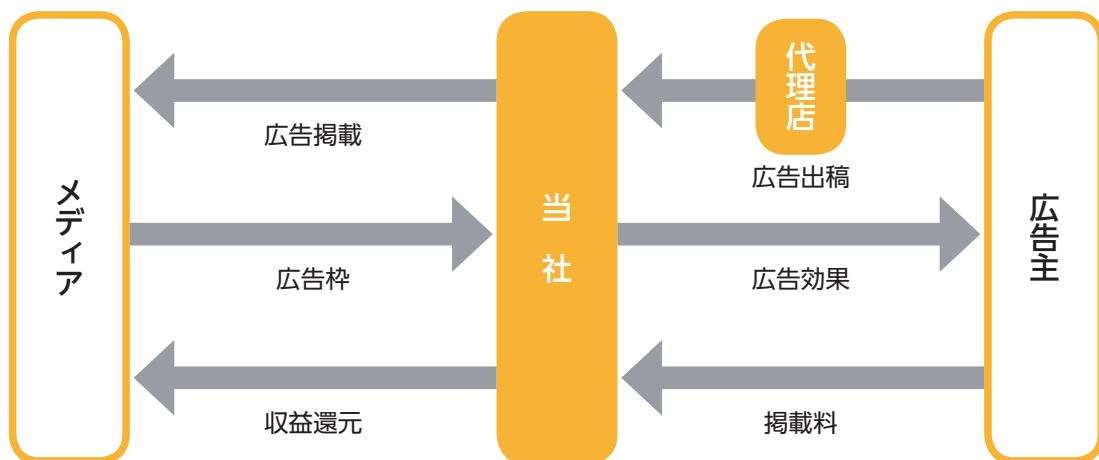 メディア
広告掲載
広告枠
収益還元
当社
代理店
広告出稿
広告効果
掲載料
広告主